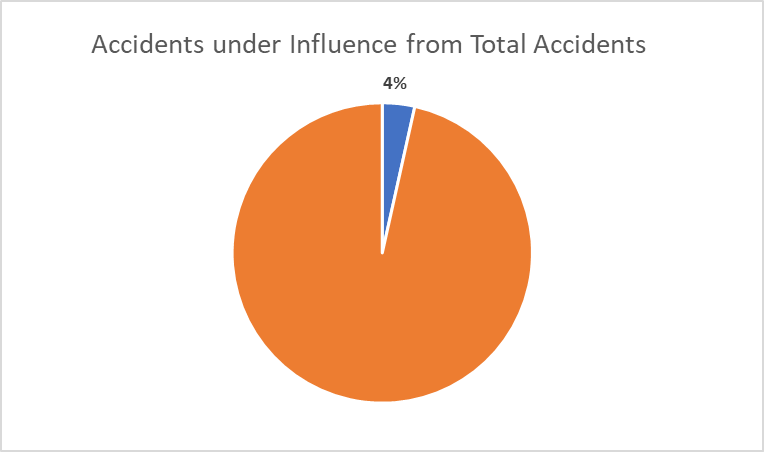 Accidents under Influence from Total Accidents
4%